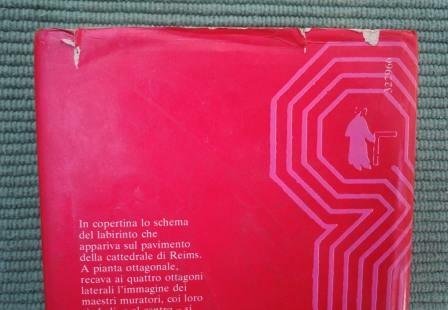 A22966
In copertina lo schema
del labirinto che
appariva sul pavimento
della cattedrale di Reims.
A pianta ottagonale,
recava ai quattro ottagoni
laterali l'immagine dei
maestri muratori, coi loro